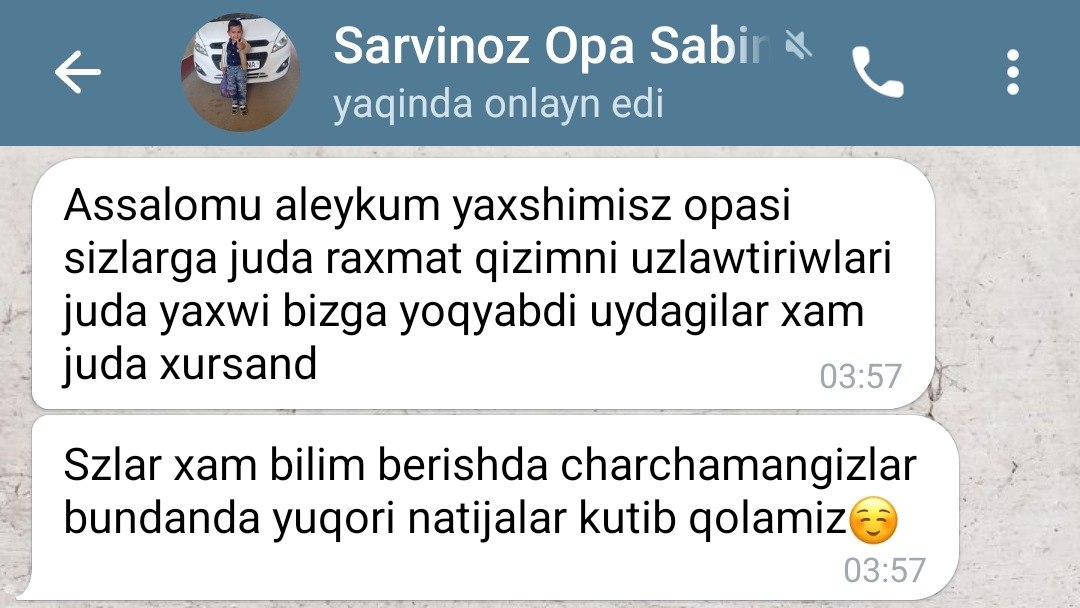 Sarvinoz Opa Sabir
yaqinda onlayn edi
Assalomu aleykum yaxshimisz opasi
sizlarga juda raxmat qizimni uzlawtiriwlari
juda yaxwi bizga yoqyabdi uydagilar xam
juda xursand
03:57
Szlar xam bilim berishda charchamangizlar
bundanda yuqori natijalar kutib qolamiz☺️
03:57